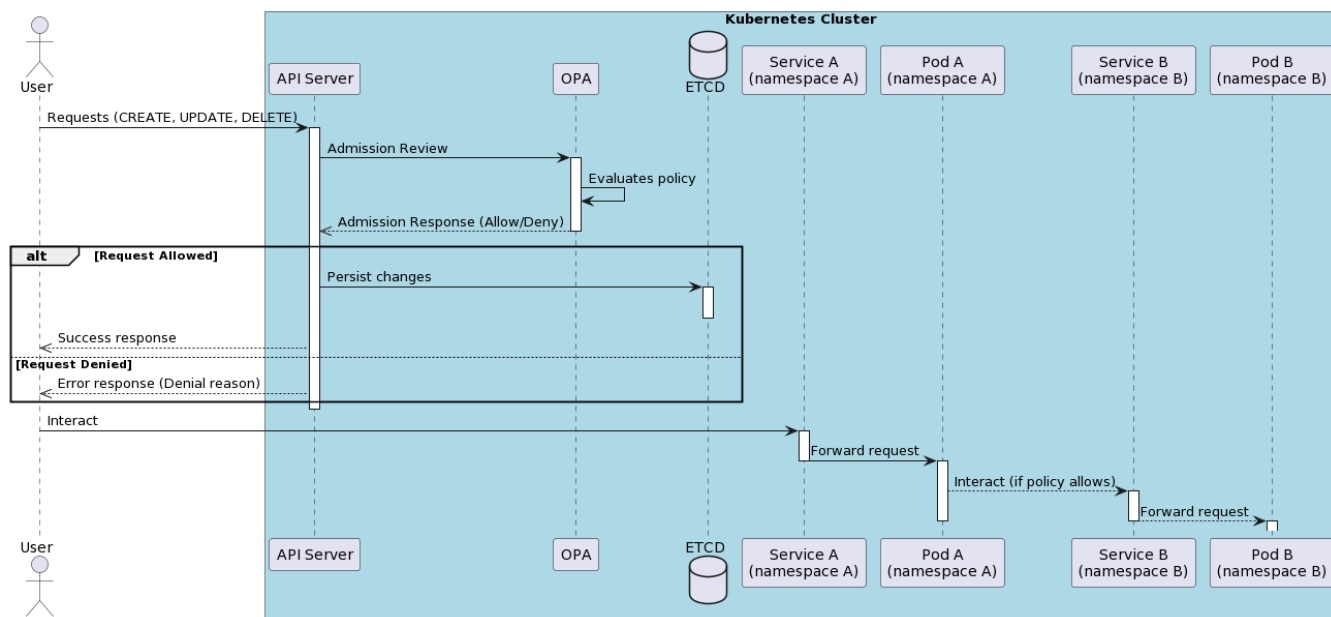 Kubernetes Cluster
User
API Server
OPA
ETCD
Service A
(namespace A)
Pod A
(namespace A)
Service B
(namespace B)
Pod B
(namespace B)
Requests (CREATE, UPDATE, DELETE)
Admission Review
Evaluates policy
Admission Response (Allow/Deny)
alt
[Request Allowed]
Persist changes
Success response
[Request Denied]
Error response (Denial reason)
Interact
Forward request
Interact (if policy allows)
Forward request
User
API Server
OPA
ETCD
Service A
(namespace A)
Pod A
(namespace A)
Service B
(namespace B)
Pod B
(namespace B)